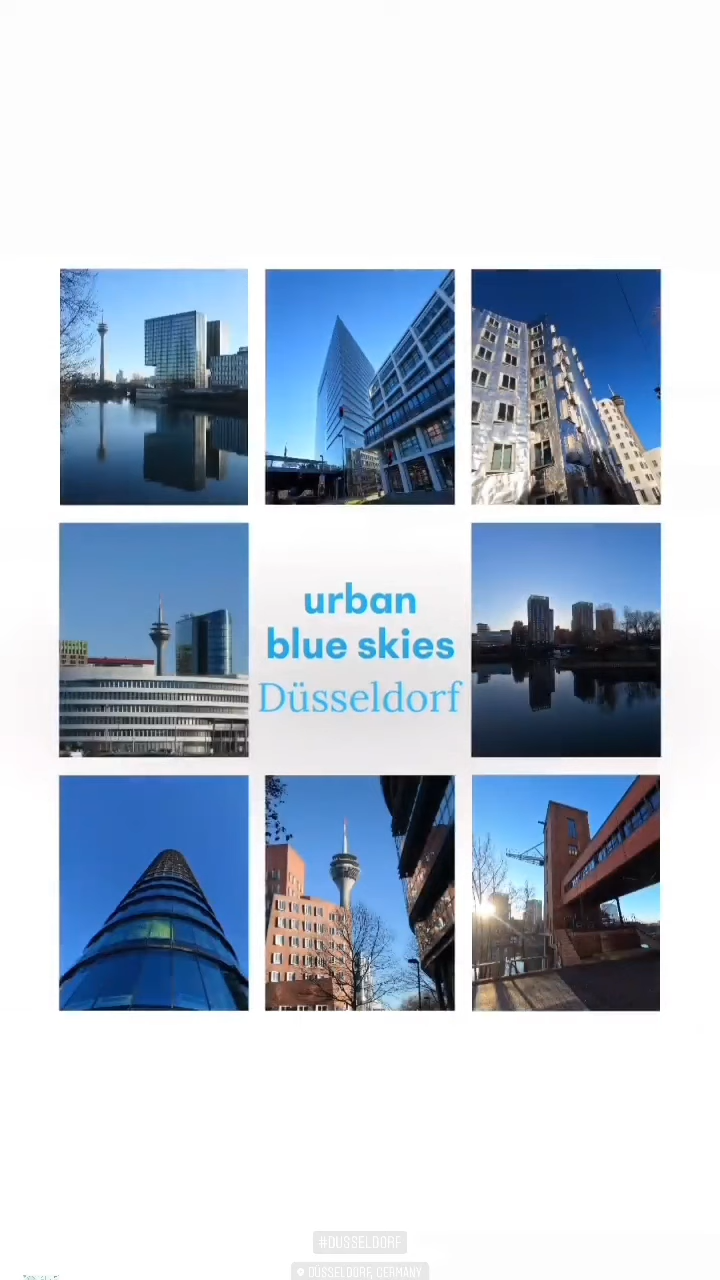 urban
blue skies
Düsseldorf
#DUSSELDORF
DUSSELDORF, GERMANY